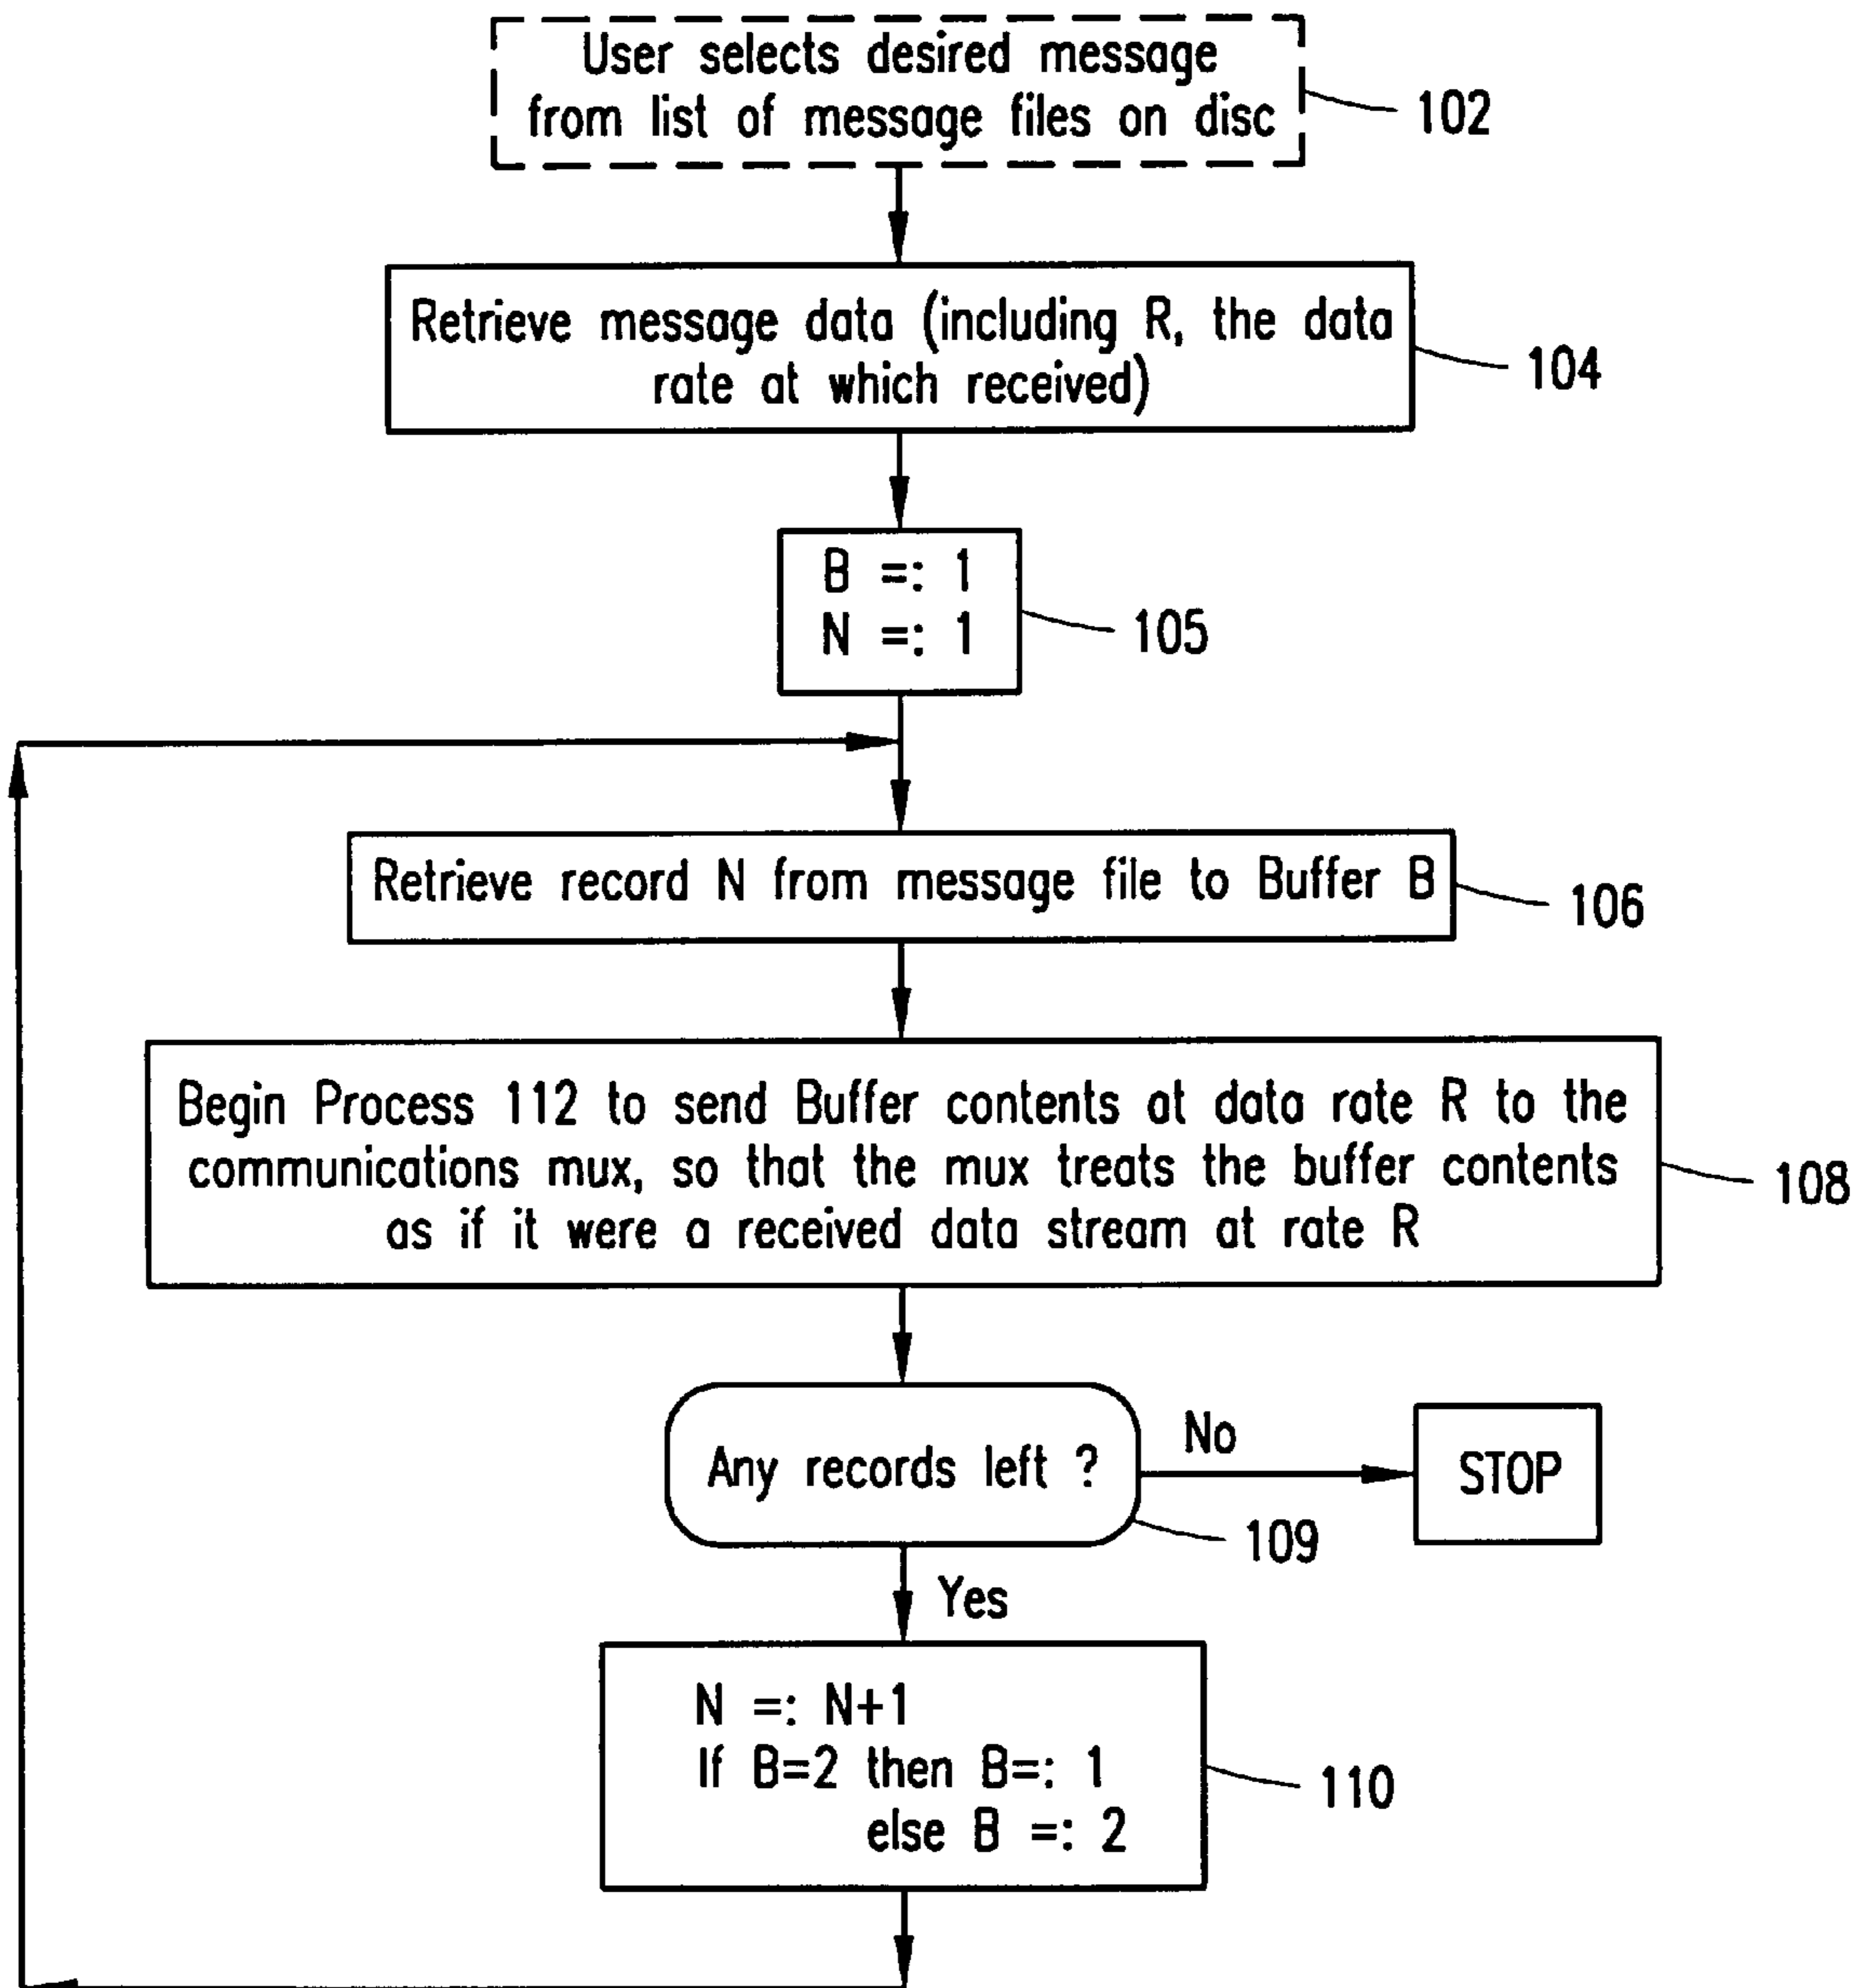 User selects desired message
from list of message files on disc
102
Retrieve message data (including R, the data
rate at which received)
104
B =: 1
N =: 1
105
Retrieve record N from message file to Buffer B
106
Begin Process 112 to send Buffer contents at data rate R to the
communications mux, so that the mux treats the buffer contents
as if it were a received data stream at rate R
108
Any records left ?
No
STOP
109
Yes
N =: N+1
If B=2 then B=: 1
else B =: 2
110